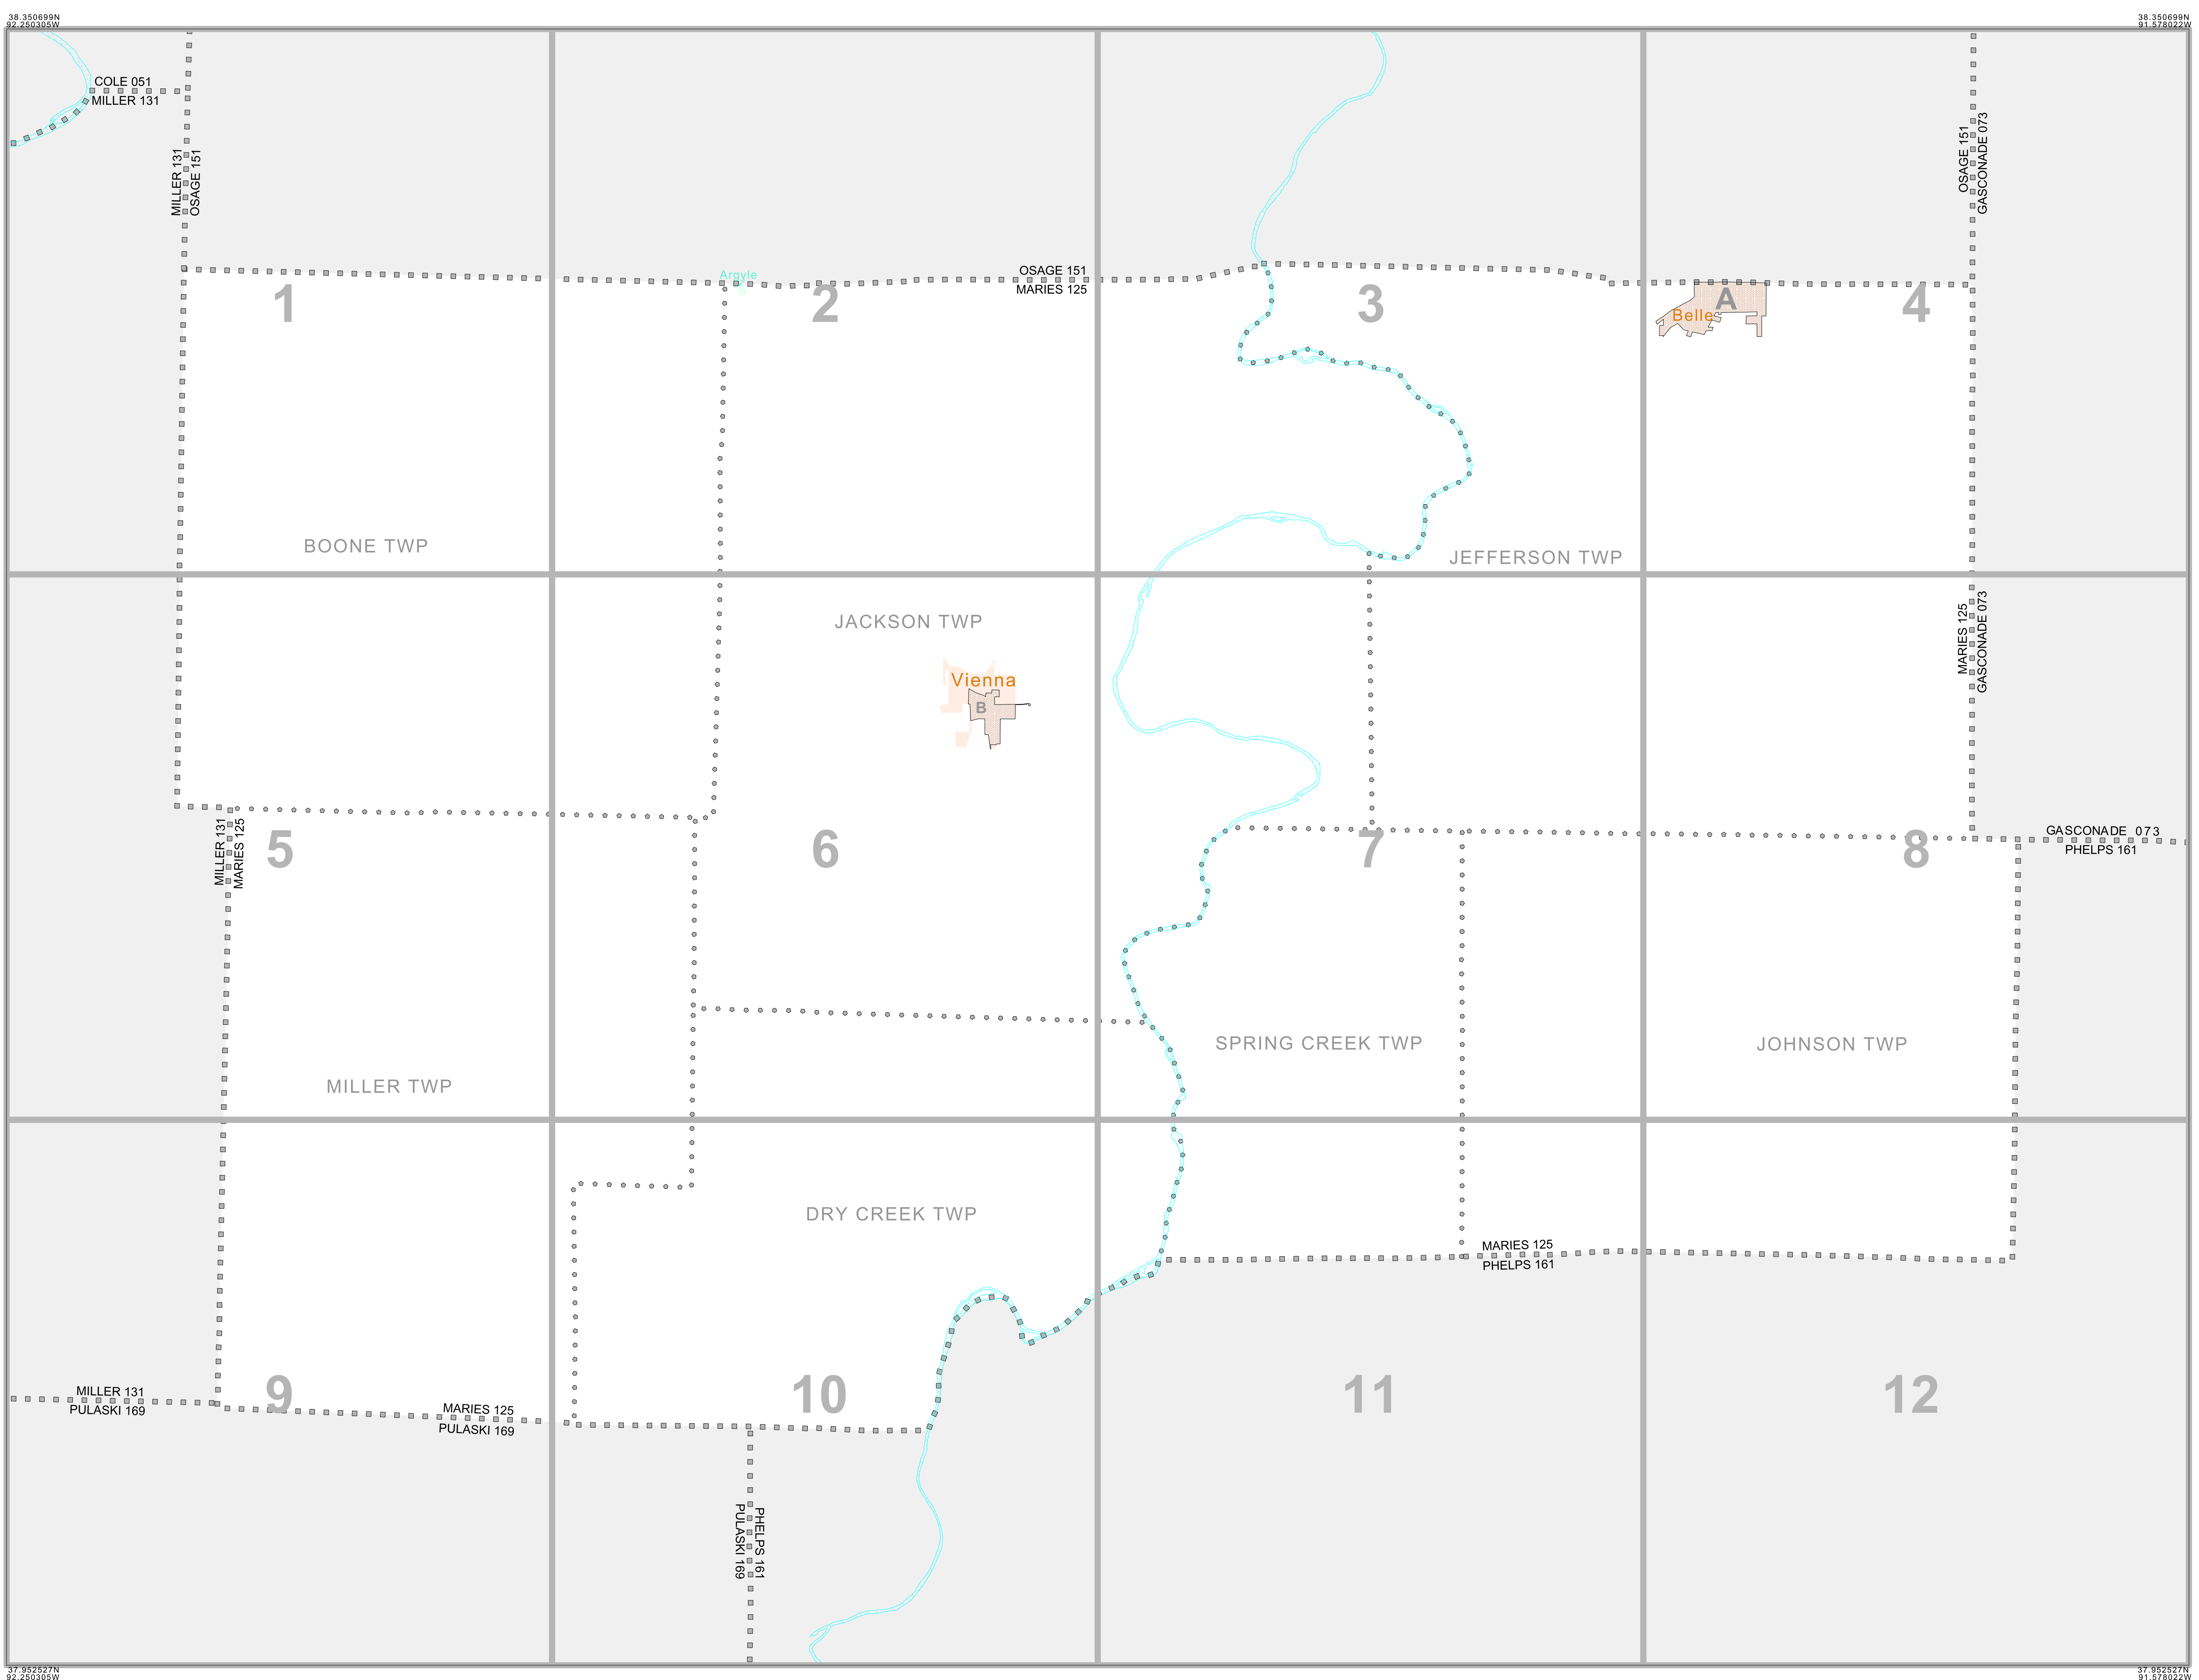 38.350699N
92.250305W
38.350699N
91.578022W
COLE 051
MILLER 131
MILLER 131
OSAGE 151
OSAGE 151
GASCONADE 073
Argyle
OSAGE 151
MARIES 125
1
2
3
A
Belle
4
BOONE TWP
JEFFERSON TWP
JACKSON TWP
MARIES 125
GASCONADE 073
Vienna
B
MILLER 131
MARIES 125
5
6
7
8
GASCONADE 073
PHELPS 161
SPRING CREEK TWP
JOHNSON TWP
MILLER TWP
DRY CREEK TWP
MARIES 125
PHELPS 161
MILLER 131
PULASKI 169
9
MARIES 125
PULASKI 169
10
11
12
PHELPS 161
PULASKI 169
37.952527N
92.250305W
37.952527N
91.578022W